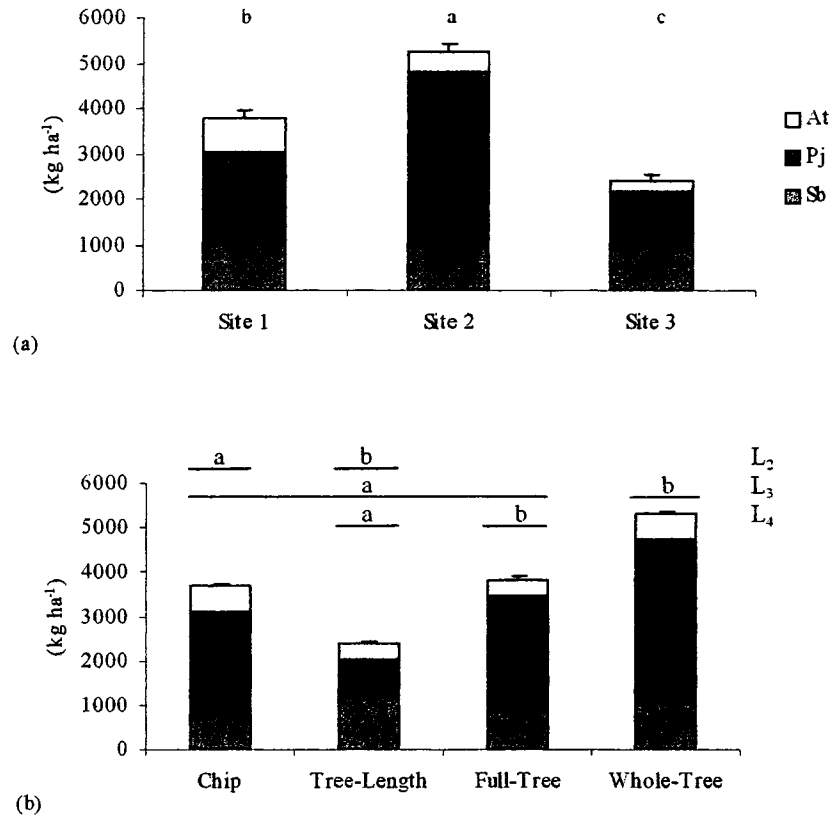 6000
5000
4000
3000
2000
1000
0
(kg ha⁻¹)
b a c
At
Pj
Sb
Site 1 Site 2 Site 3
(a)
a b L₂
a b L₃
a b L₄
6000
5000
4000
3000
2000
1000
0
(kg ha⁻¹)
Chip Tree-Length Full-Tree Whole-Tree
(b)